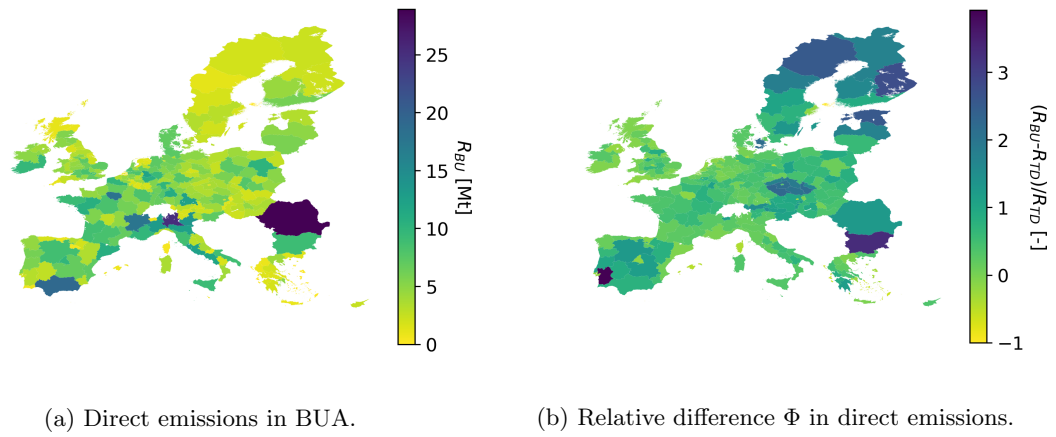 25
20
15
10
5
0
R_BU [Mt]
3
2
1
0
−1
(R_BU-R_TD)/R_TD [-]
(a) Direct emissions in BUA.
(b) Relative difference Φ in direct emissions.